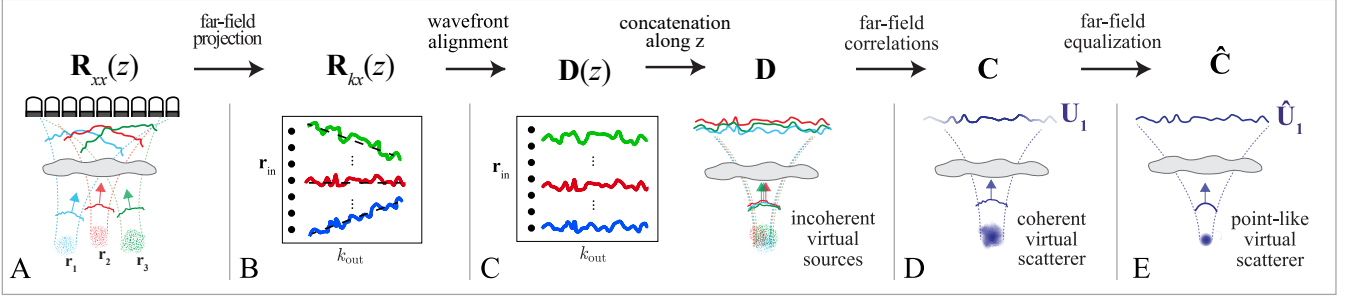 far-field
projection
wavefront
alignment
concatenation
along z
far-field
correlations
far-field
equalization
R_xx(z)
R_kx(z)
D(z)
D
C
Ĉ
r_1
r_2
r_3
A
r_in
k_out
B
r_in
k_out
C
incoherent
virtual
sources
U_1
coherent
virtual
scatterer
D
Û_1
point-like
virtual
scatterer
E